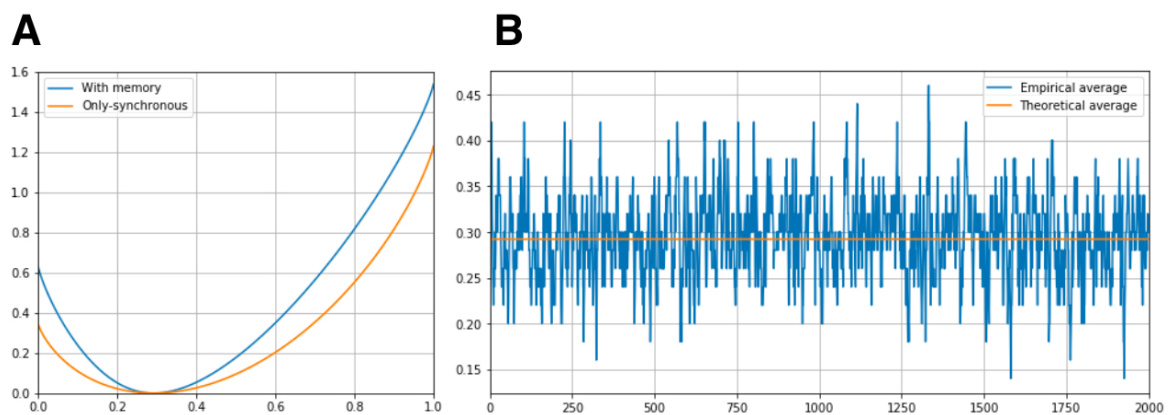 A
B
With memory
Only-synchronous
1.6
1.4
1.2
1.0
0.8
0.6
0.4
0.2
0.0
0.0 0.2 0.4 0.6 0.8 1.0
Empirical average
Theoretical average
0.45
0.40
0.35
0.30
0.25
0.20
0.15
0 250 500 750 1000 1250 1500 1750 2000